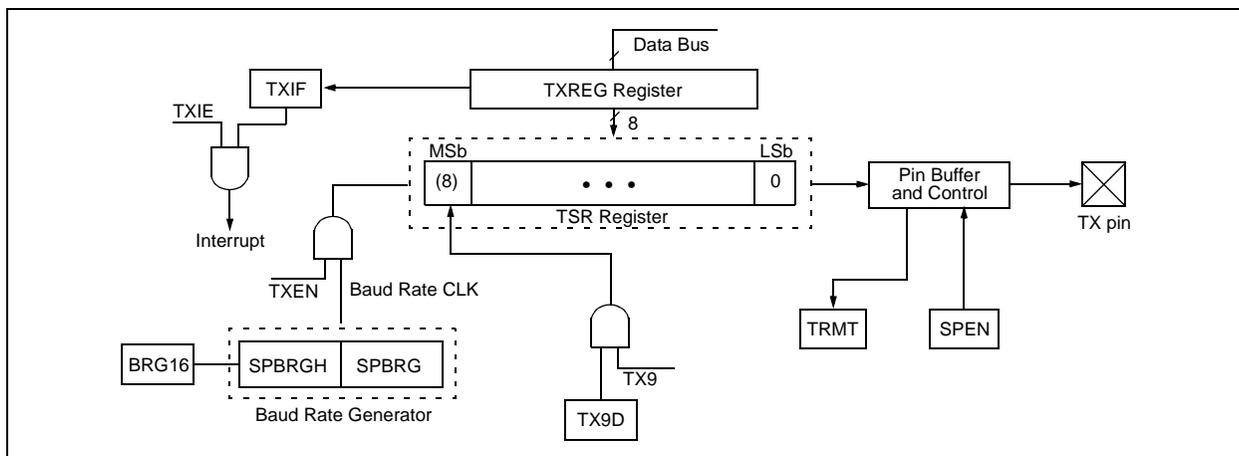 Data Bus
TXREG Register
TXIF
TXIE
8
MSb
LSb
(8)
• • •
0
TSR Register
Pin Buffer
and Control
TX pin
Interrupt
TXEN
Baud Rate CLK
TRMT
SPEN
BRG16
SPBRGH
SPBRG
TX9
Baud Rate Generator
TX9D